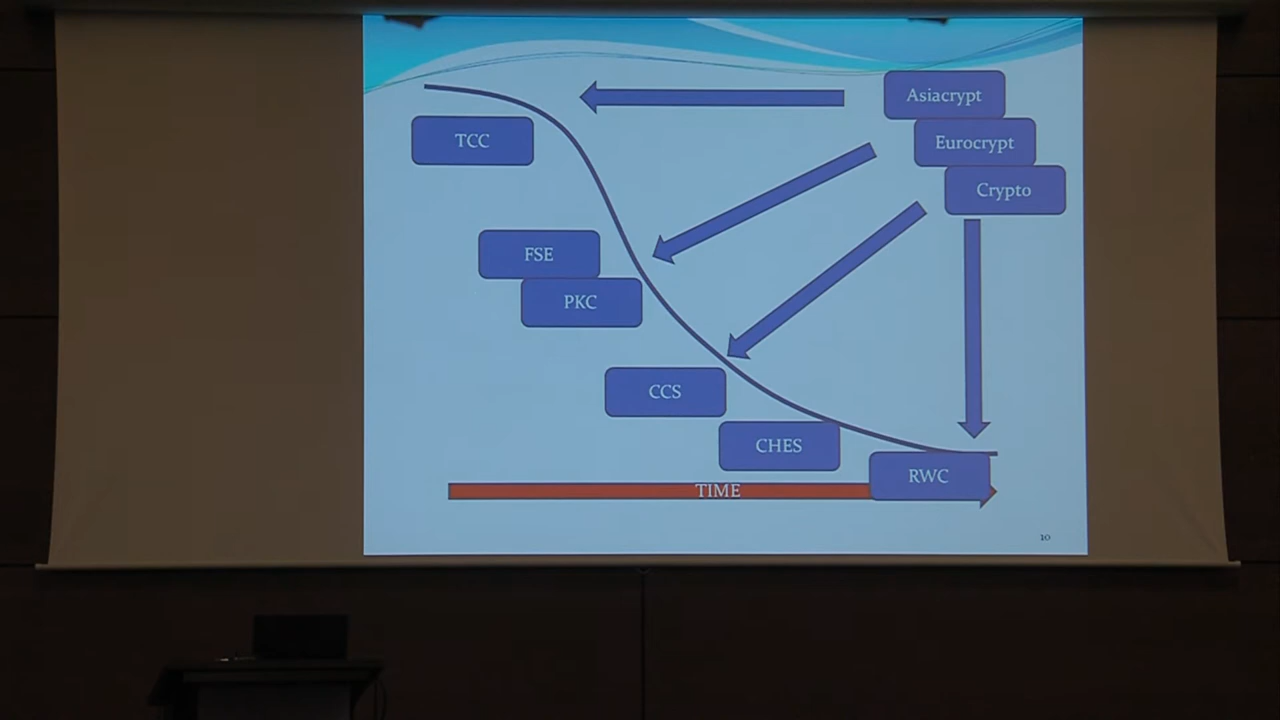 Asiacrypt
TCC
Eurocrypt
Crypto
FSE
PKC
CCS
CHES
RWC
TIME
10